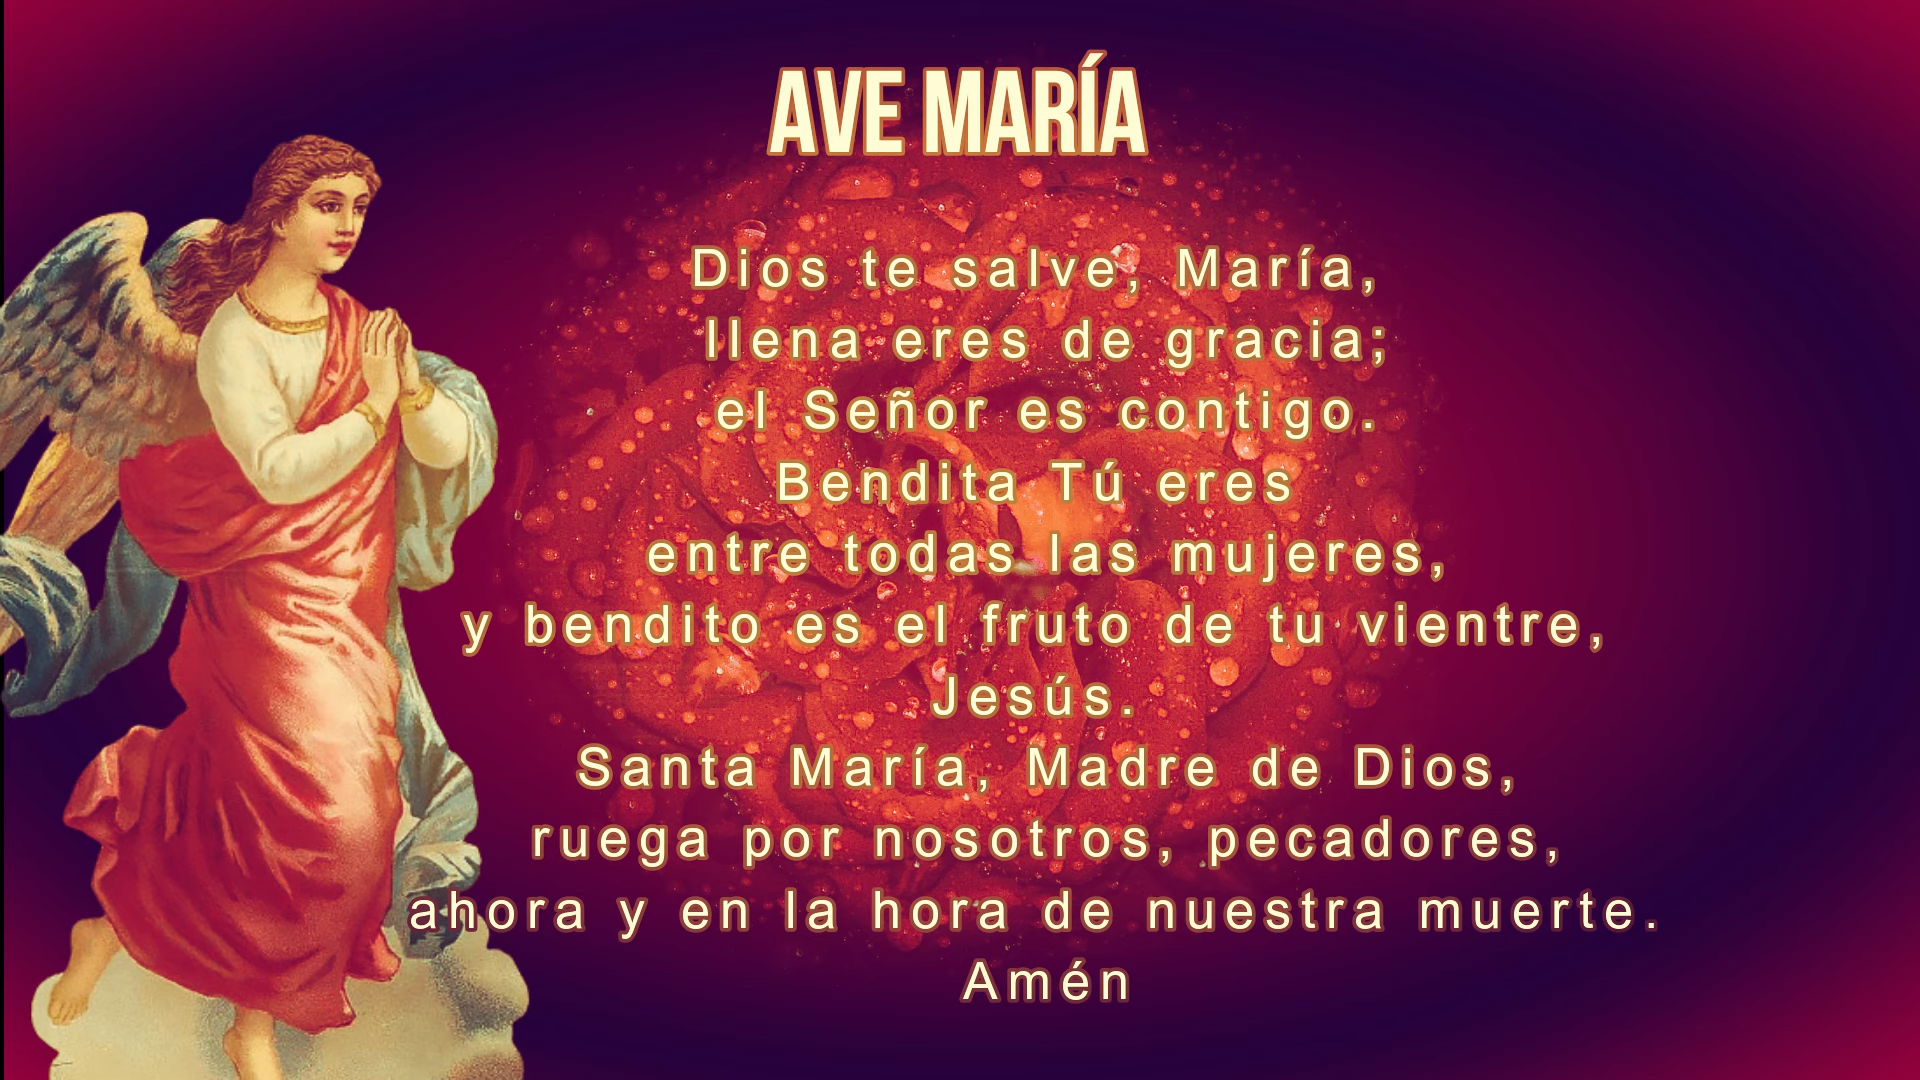 AVE MARÍA
Dios te salve, María,
llena eres de gracia;
el Señor es contigo.
Bendita Tú eres
entre todas las mujeres,
y bendito es el fruto de tu vientre,
Jesús.
Santa María, Madre de Dios,
ruega por nosotros, pecadores,
ahora y en la hora de nuestra muerte.
Amén